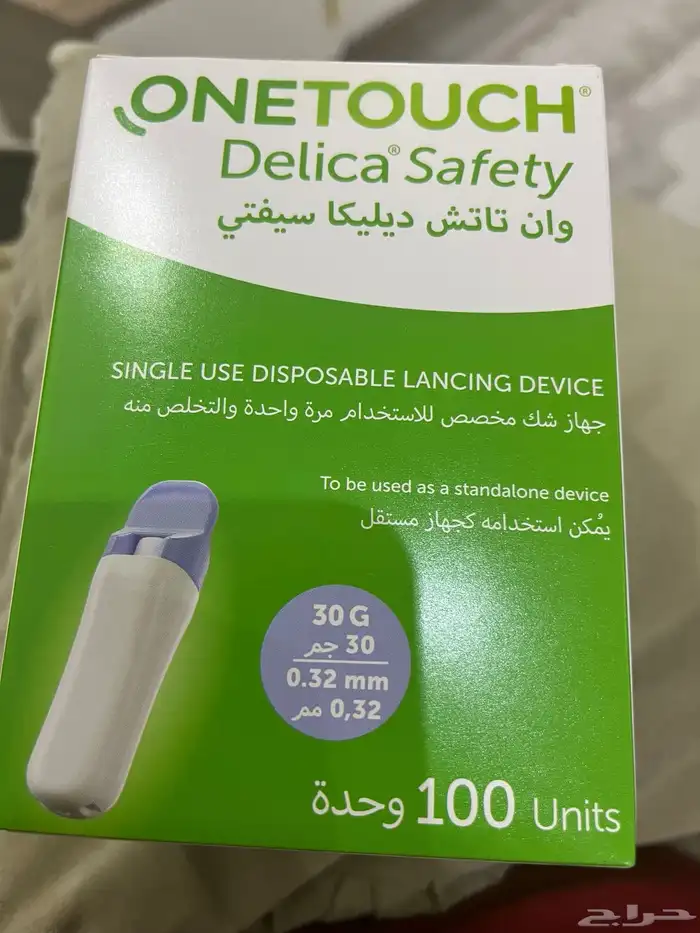 ONETOUCH®
Delica® Safety
وان تاتش ديليكا سيفتي
SINGLE USE DISPOSABLE LANCING DEVICE
جهاز شك مخصص للاستخدام مرة واحدة والتخلص منه
To be used as a standalone device
يمُكن استخدامه كجهاز مستقل
30 G
30 جم
0.32 mm
0,32 مم
100 وحدة Units
حراج